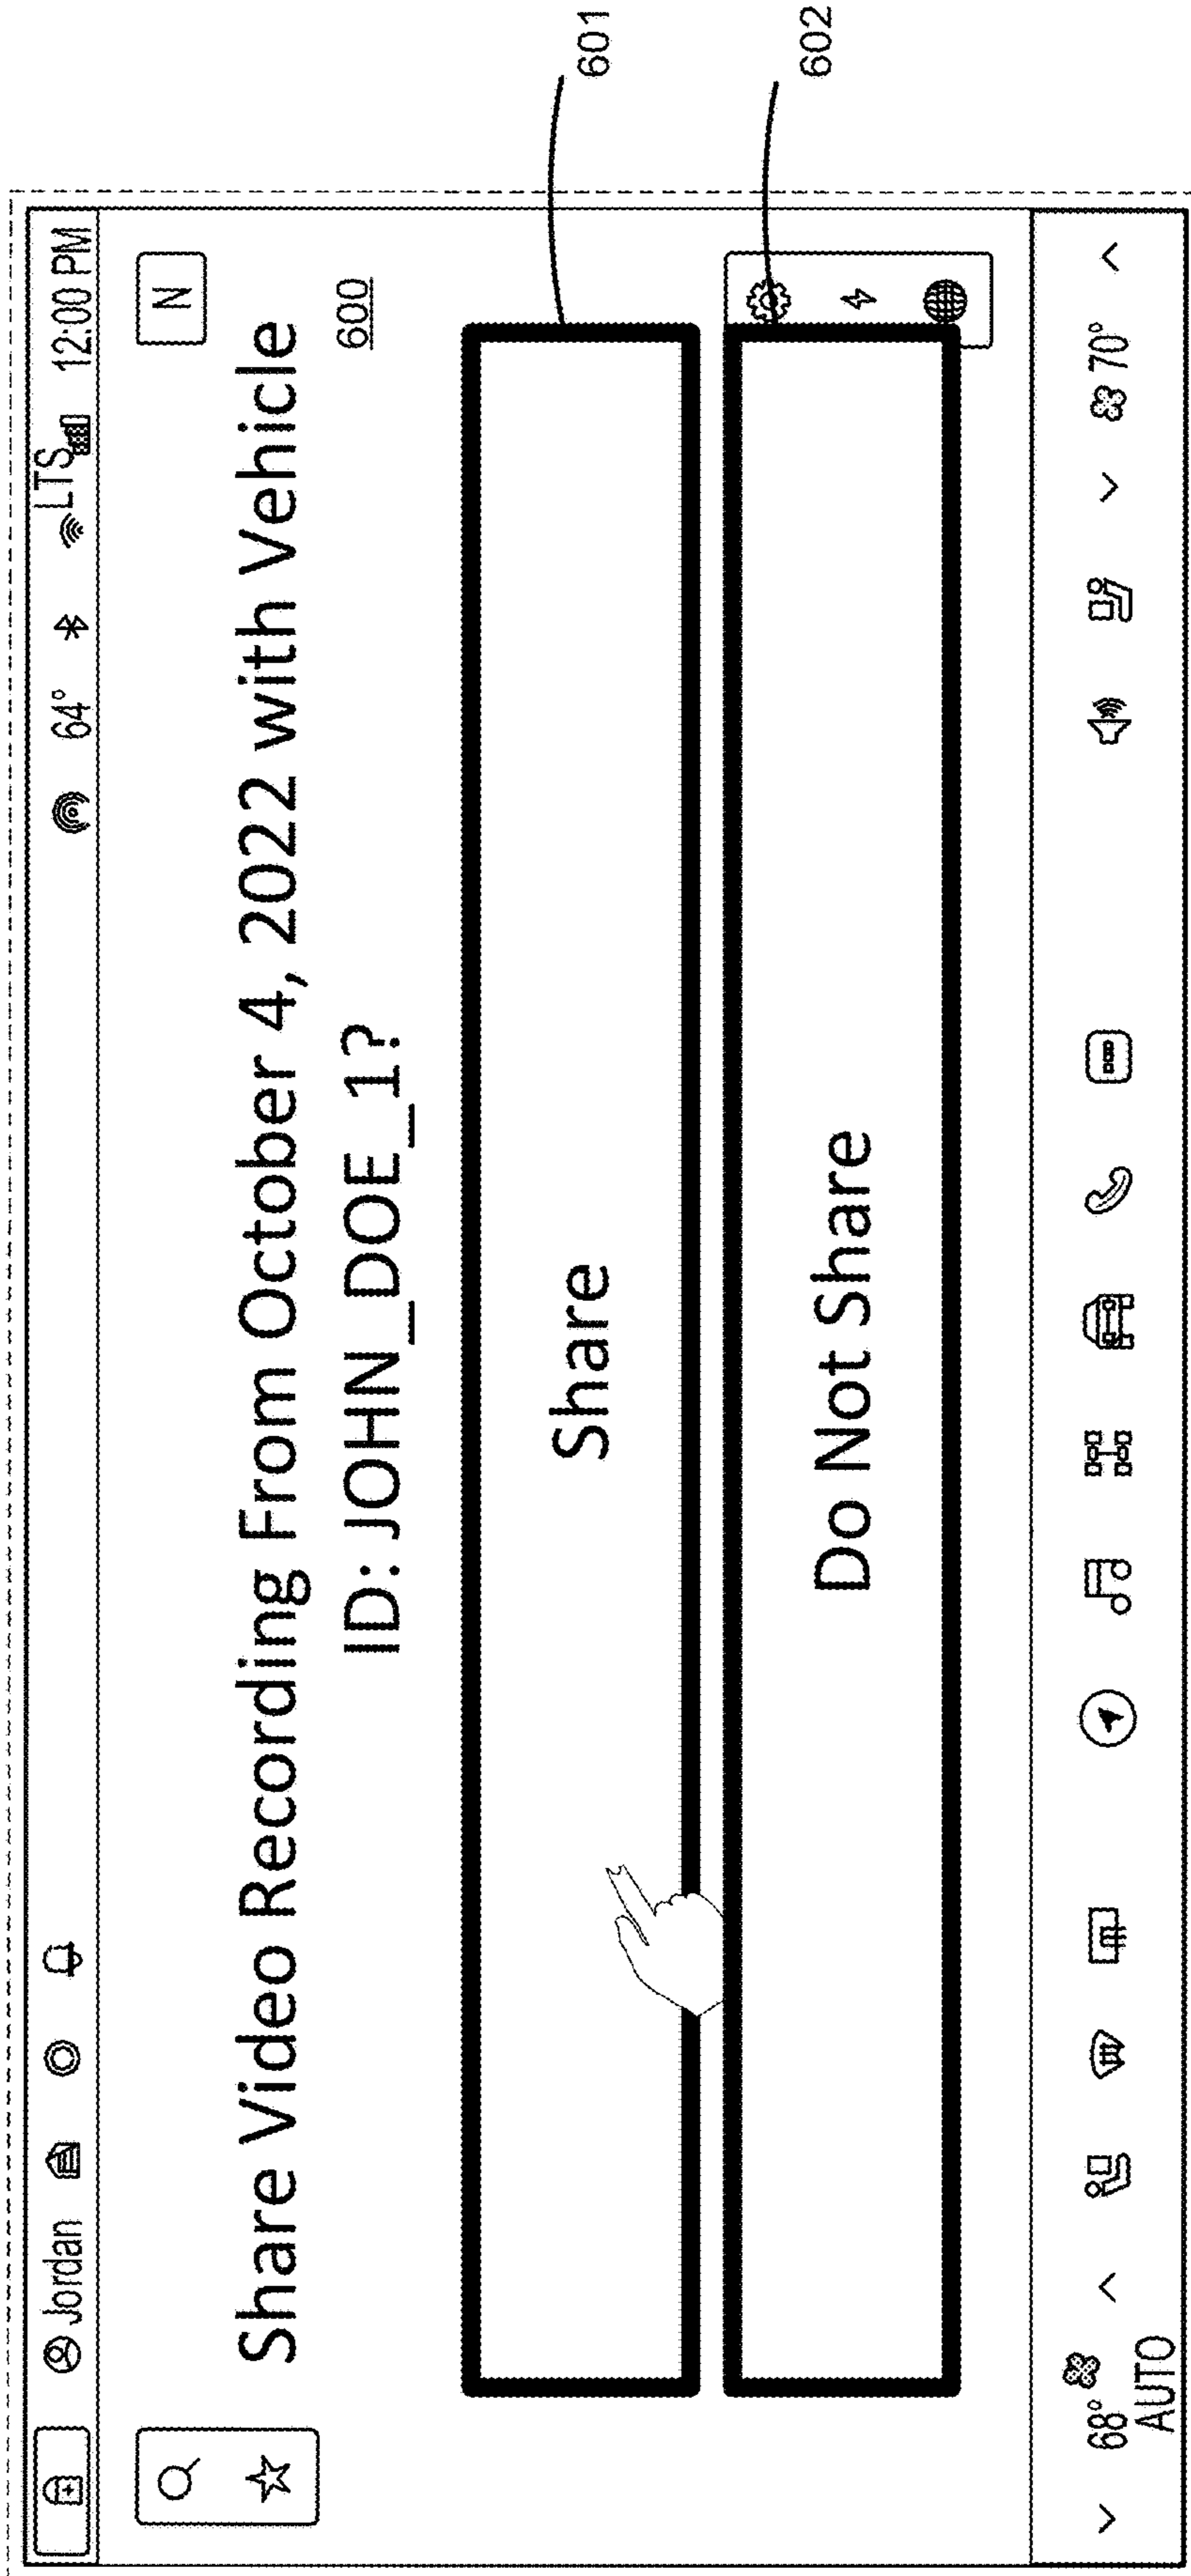 Jordan
64°
LTS
12:00 PM
N
Share Video Recording From October 4, 2022 with Vehicle
ID: JOHN_DOE_1?
600
Share
601
Do Not Share
602
68°
AUTO
70°